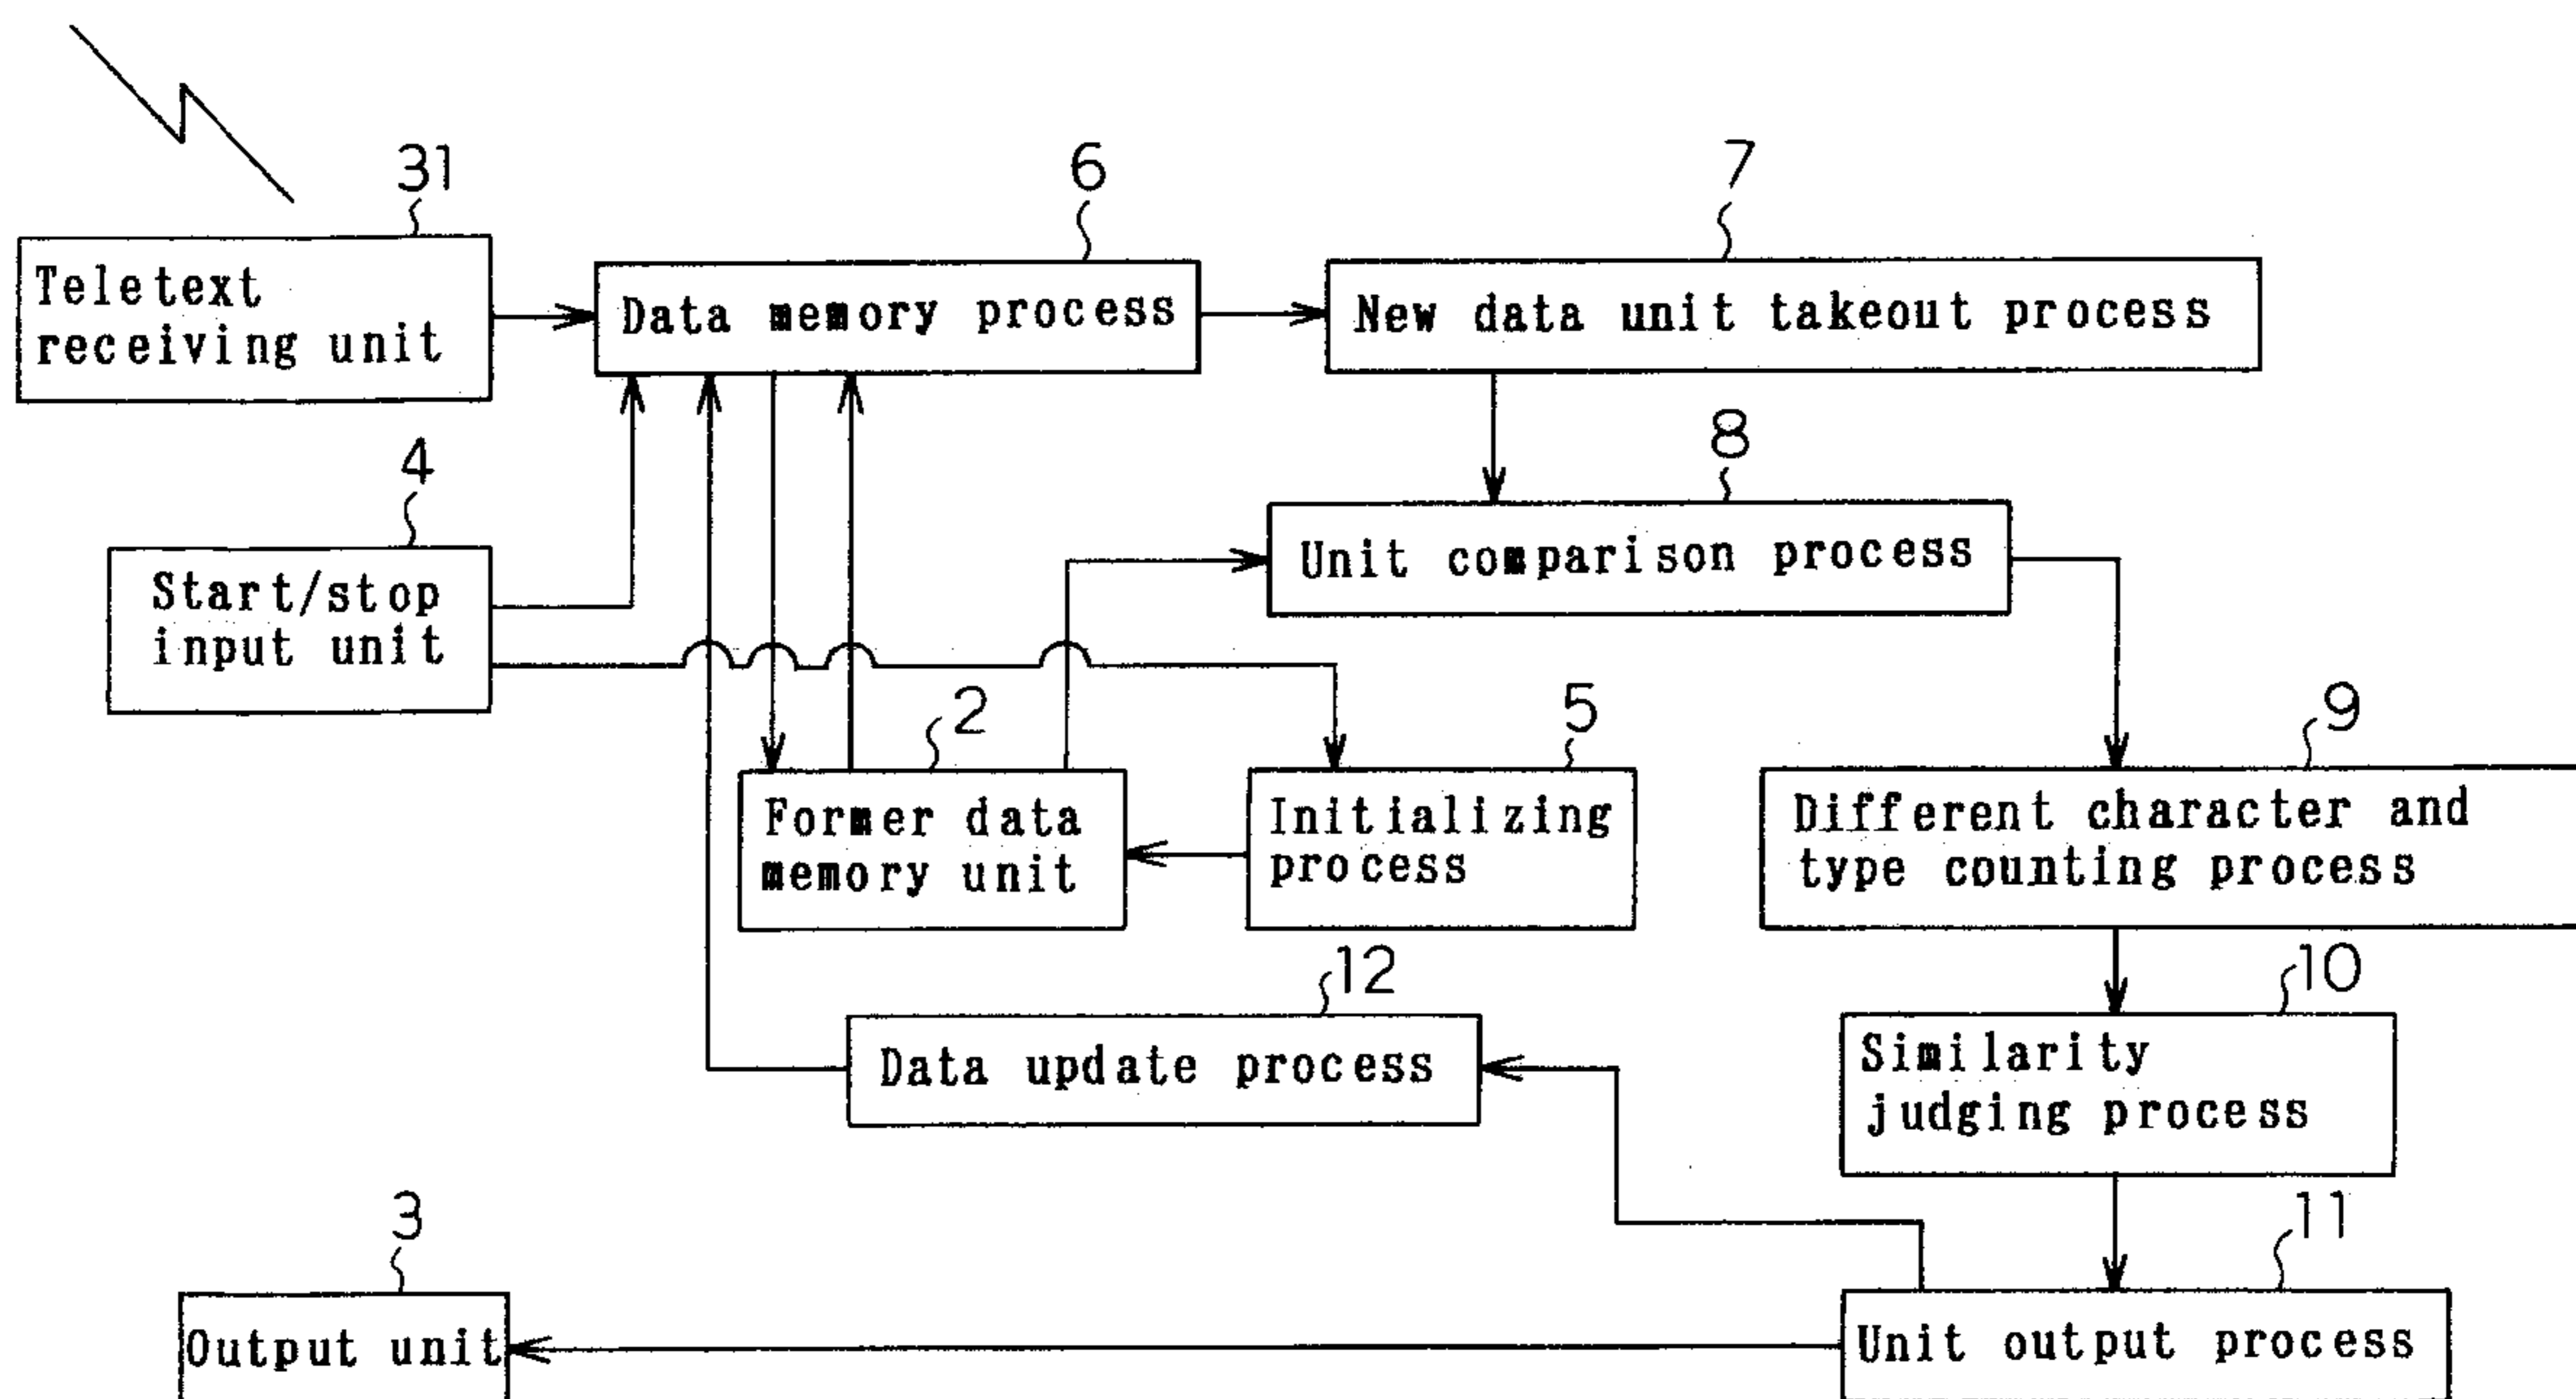 31
Teletext
receiving unit
6
Data memory process
7
New data unit takeout process
4
Start/stop
input unit
8
Unit comparison process
2
Former data
memory unit
5
Initializing
process
9
Different character and
type counting process
12
Data update process
10
Similarity
judging process
3
Output unit
11
Unit output process